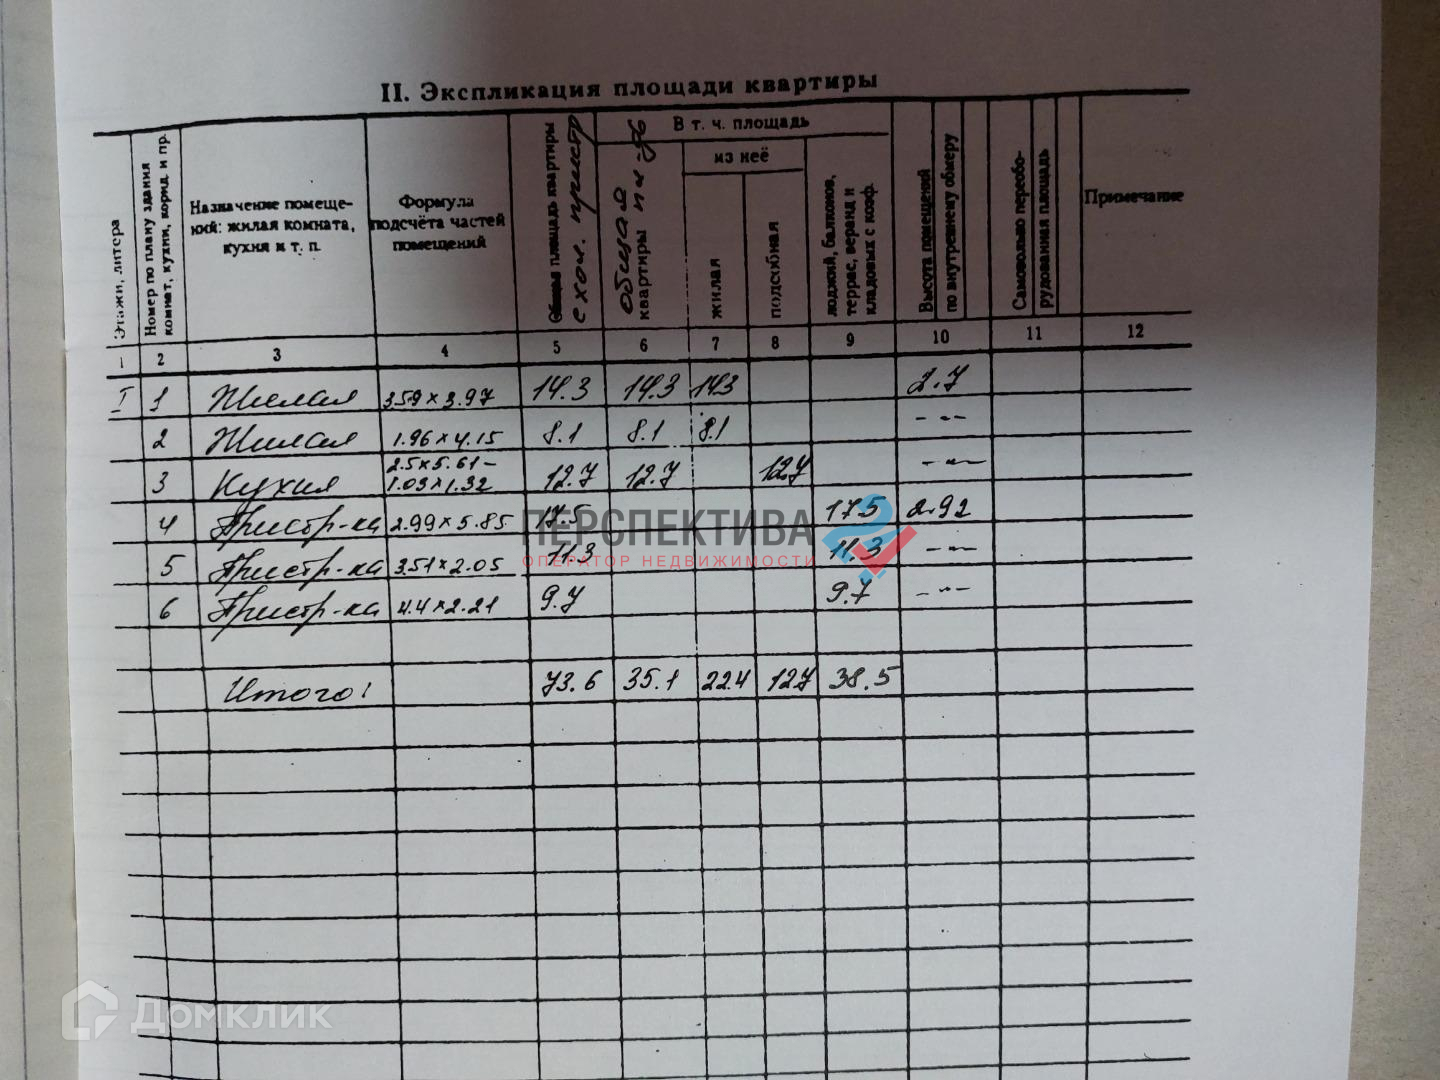 II. Экспликация площади квартиры
Этажи, литера
Номер по плану здания комнат, кухни, корид. и пр.
Назначение помеще-
ний: жилая комната,
кухня и т. п.
Формула
подсчёта частей
помещений
Общая площадь квартиры
с хол. пристр
В т. ч. площадь
общая пл-дь
квартиры
из неё
жилая
подсобная
лоджий, балконов,
террас, веранд и
кладовых с коэф.
Высота помещений
по внутреннему обмеру
Самовольно переобо-
рудованная площадь
Примечание
1 2 3 4 5 6 7 8 9 10 11 12
I 1 Жилая 3.59 x 3.97 14.3 14.3 14.3 2.7
2 Жилая 1.96 x 4.15 8.1 8.1 8.1 - " -
3 Кухня 2.5 x 5.61 - 1.03 x 1.32 12.7 12.7 12.7 - " -
4 Пристр-ка 2.99 x 5.85 17.5 17.5 2.92
5 Пристр-ка 3.51 x 2.05 11.3 11.3 - " -
6 Пристр-ка 4.4 x 2.21 9.7 9.7 - " -
Итого: 73.6 35.1 22.4 12.7 38.5
ПЕРСПЕКТИВА 24
ОПЕРАТОР НЕДВИЖИМОСТИ
Домклик